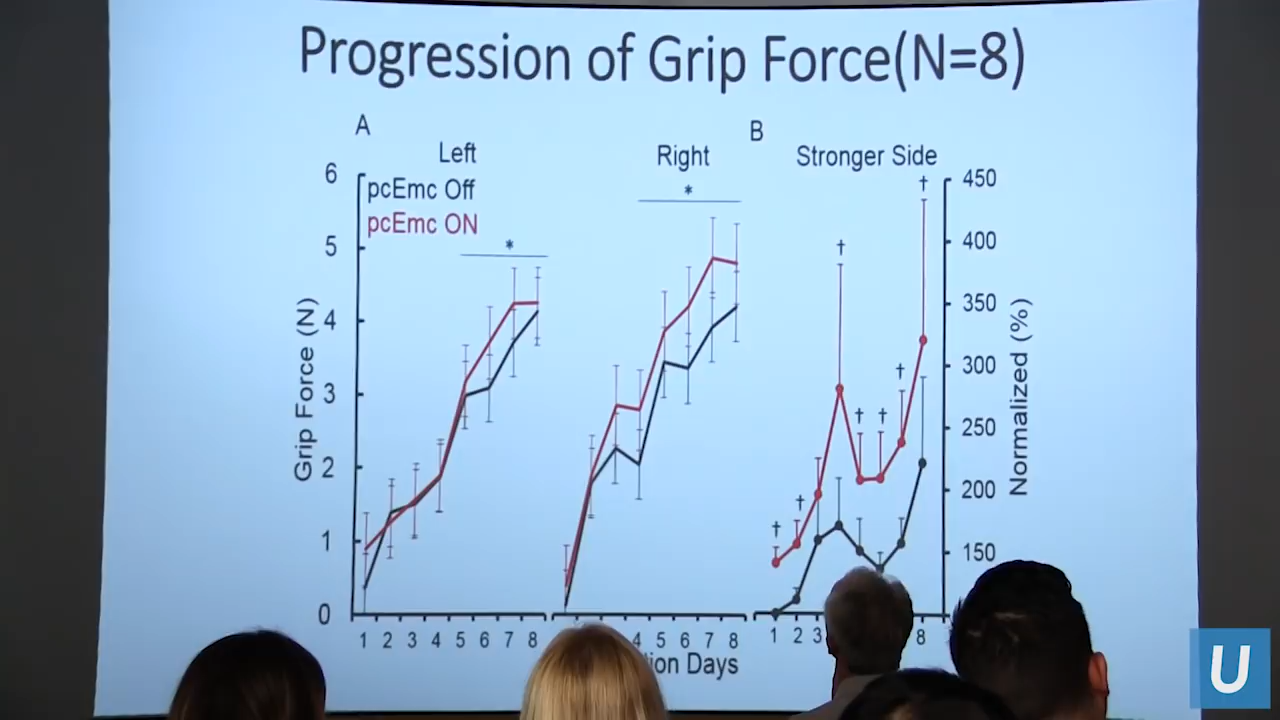 Progression of Grip Force(N=8)
A
B
Left
Right
Stronger Side
pcEmc Off
pcEmc ON
*
*
†
†
†
†
†
†
†
Grip Force (N)
6
5
4
3
2
1
0
450
400
350
300
250
200
150
Normalized (%)
1 2 3 4 5 6 7 8
4 5 6 7 8
1 2 3 8
Days
U